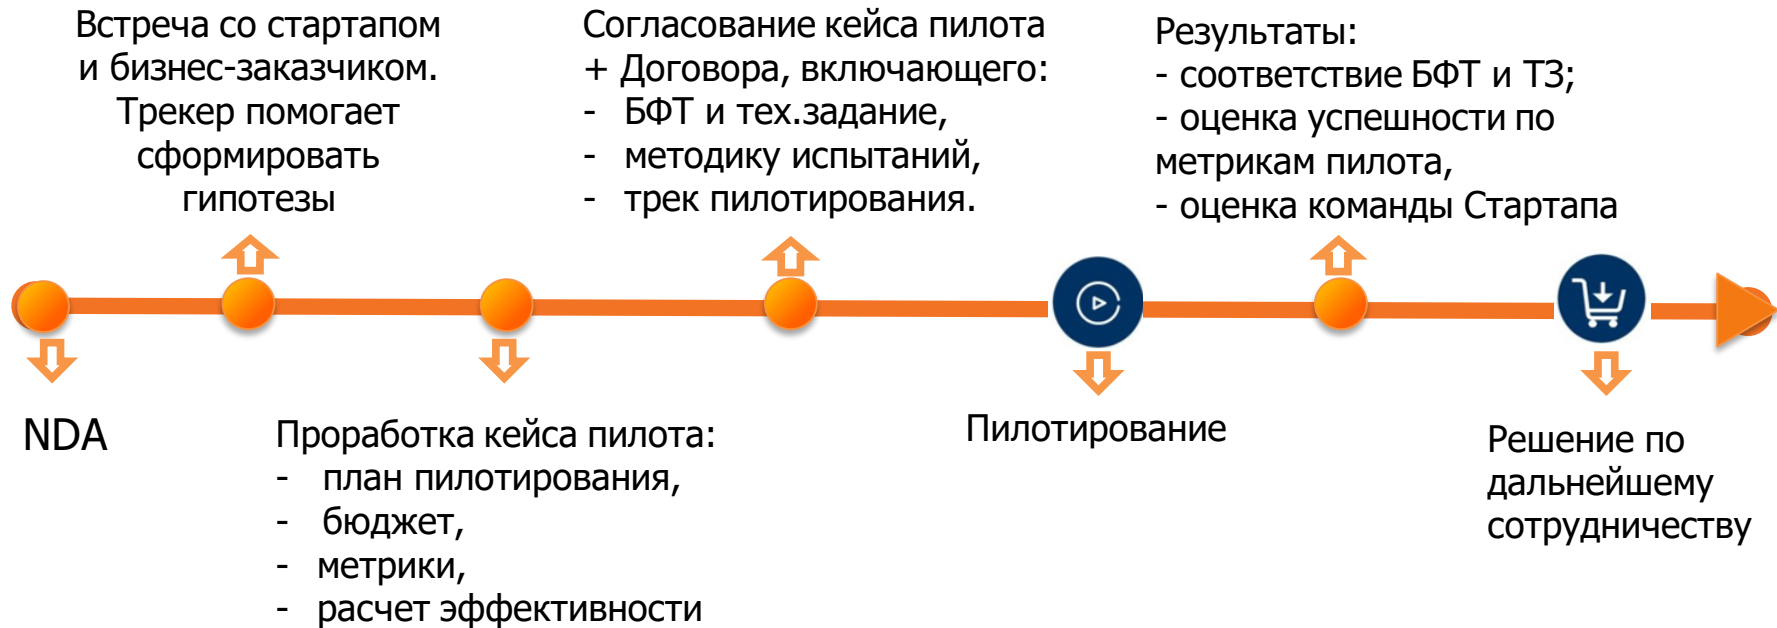 Встреча со стартапом
и бизнес-заказчиком.
Трекер помогает
сформировать
гипотезы
Согласование кейса пилота
+ Договора, включающего:
- БФТ и тех.задание,
- методику испытаний,
- трек пилотирования.
Результаты:
- соответствие БФТ и ТЗ;
- оценка успешности по
метрикам пилота,
- оценка команды Стартапа
NDA
Проработка кейса пилота:
- план пилотирования,
- бюджет,
- метрики,
- расчет эффективности
Пилотирование
Решение по
дальнейшему
сотрудничеству